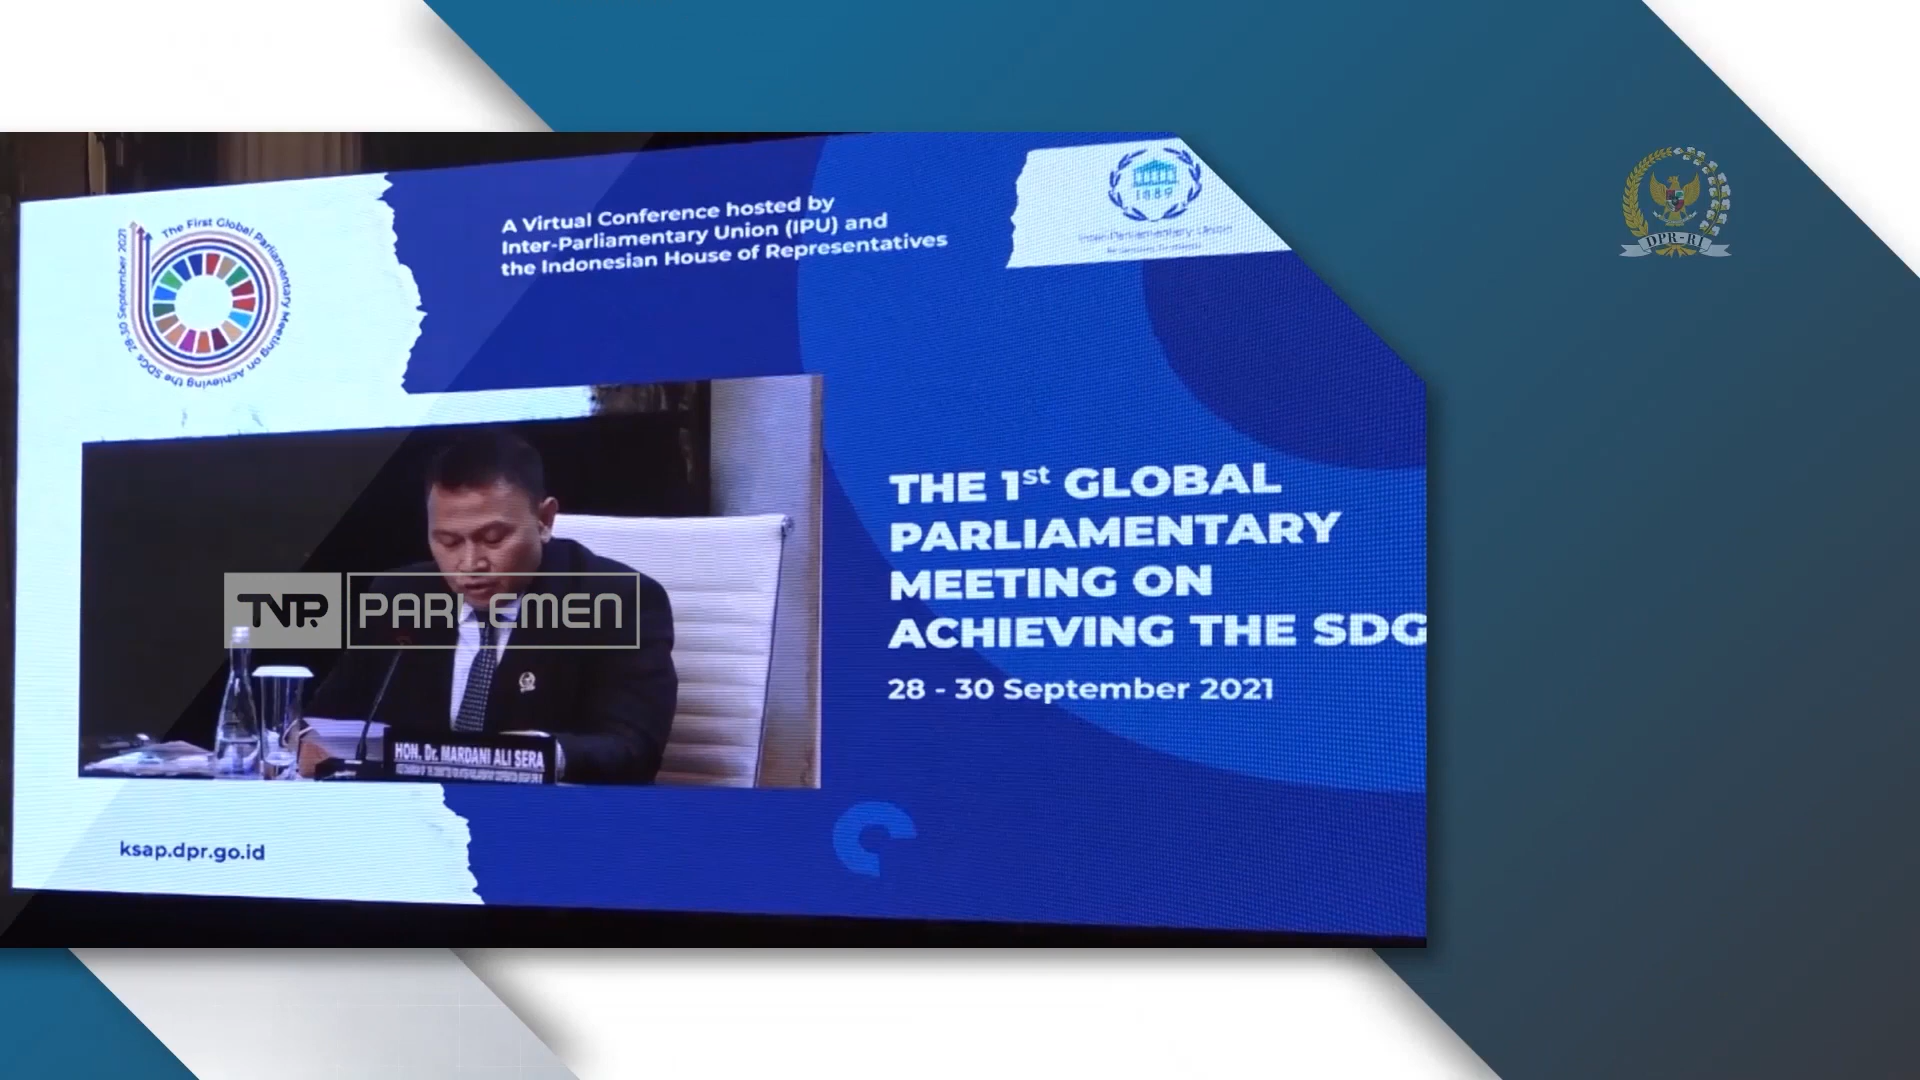 The First Global Parliamentary Meeting on Achieving the SDGs 28-30 September 2021
A Virtual Conference hosted by
Inter-Parliamentary Union (IPU) and
the Indonesian House of Representatives
1889
Inter-Parliamentary Union
DPR-RI
THE 1st GLOBAL
PARLIAMENTARY
MEETING ON
ACHIEVING THE SDG
28 - 30 September 2021
TVR PARLEMEN
HON. Dr. MARDANI ALI SERA
ksap.dpr.go.id